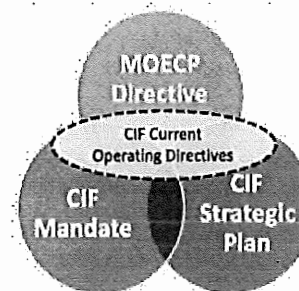 MOECP
Directive
CIF Current
Operating Directives
CIF
Mandate
CIF
Strategic
Plan